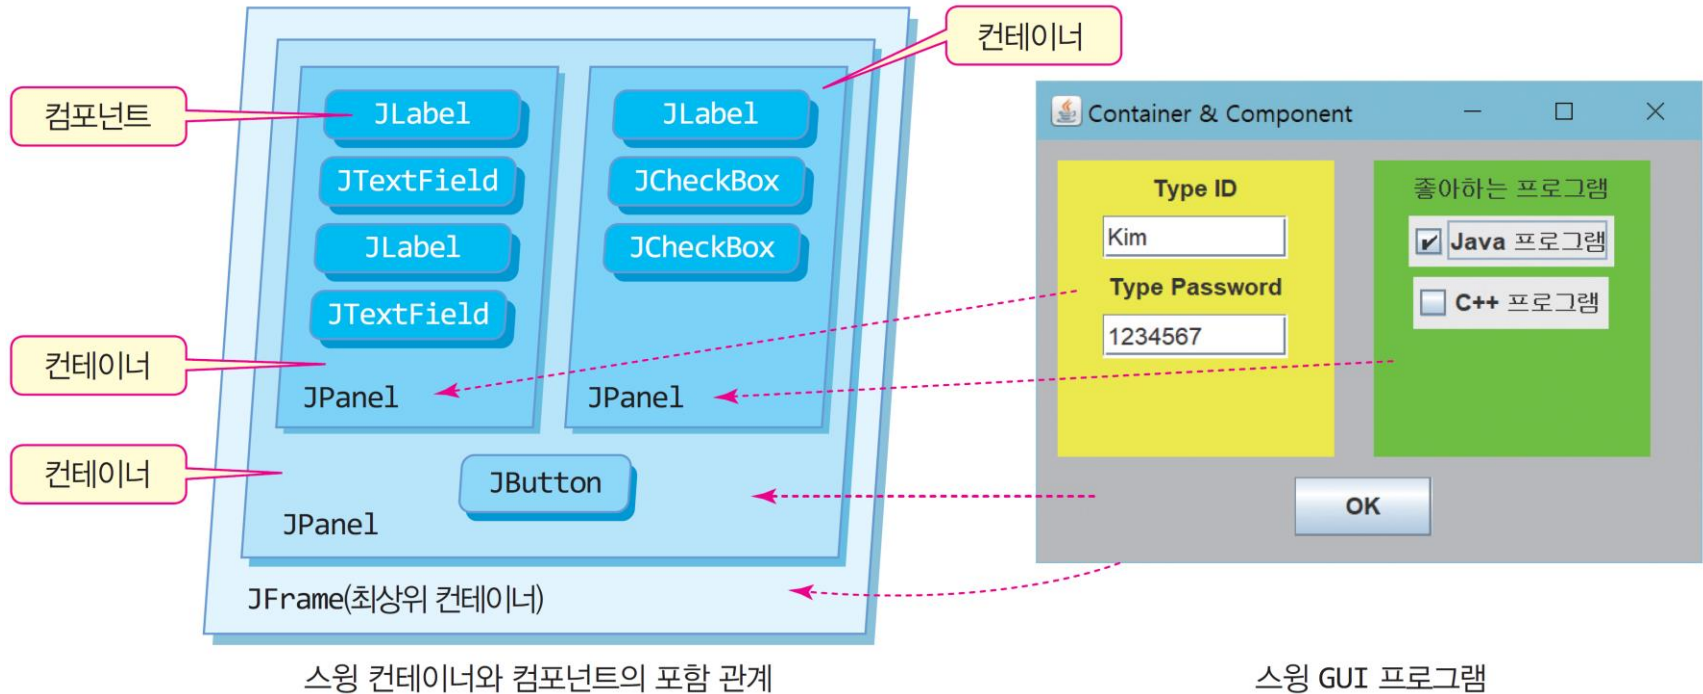 컨테이너
컴포넌트
JLabel
JTextField
JLabel
JTextField
컨테이너
JPanel
JLabel
JCheckBox
JCheckBox
JPanel
컨테이너
JButton
JPanel
JFrame(최상위 컨테이너)
스윙 컨테이너와 컴포넌트의 포함 관계
Container & Component
Type ID
Kim
Type Password
1234567
좋아하는 프로그램
Java 프로그램
C++ 프로그램
OK
스윙 GUI 프로그램